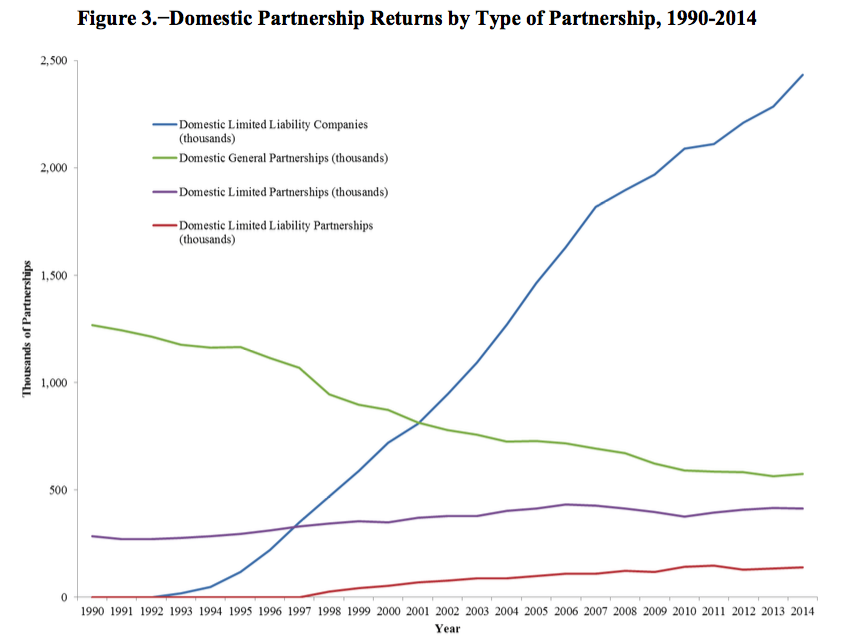 Figure 3.−Domestic Partnership Returns by Type of Partnership, 1990-2014
2,500
2,000
1,500
1,000
500
0
Thousands of Partnerships
Domestic Limited Liability Companies
(thousands)
Domestic General Partnerships (thousands)
Domestic Limited Partnerships (thousands)
Domestic Limited Liability Partnerships
(thousands)
1990 1991 1992 1993 1994 1995 1996 1997 1998 1999 2000 2001 2002 2003 2004 2005 2006 2007 2008 2009 2010 2011 2012 2013 2014
Year